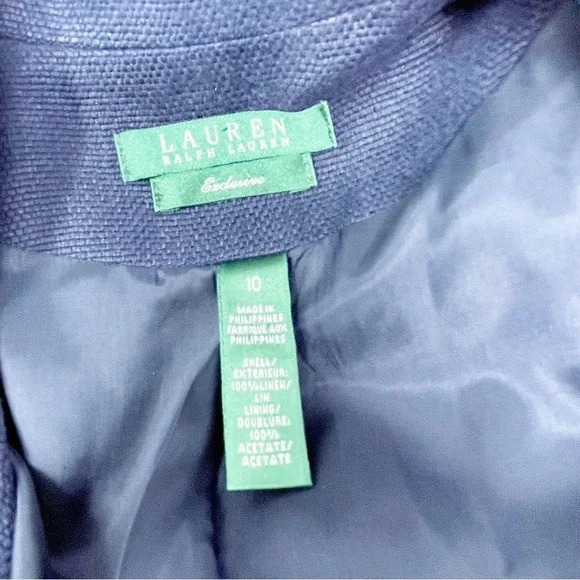 LAUREN
RALPH LAUREN
Exclusive
10
MADE IN
PHILIPPINES
FABRIQUE AUX
PHILIPPINES
SHELL/
EXTERIEUR:
100%LINEN/
LIN
LINING/
DOUBLURE:
100%
ACETATE/
ACETATE